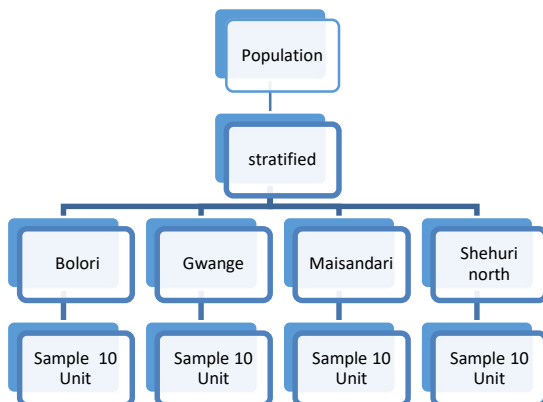 Population
stratified
Bolori
Gwange
Maisandari
Shehuri
north
Sample 10
Unit
Sample 10
Unit
Sample 10
Unit
Sample 10
Unit